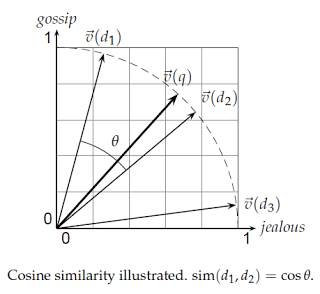 gossip
1
v⃗(d₁)
v⃗(q)
v⃗(d₂)
θ
v⃗(d₃)
0
jealous
0
1
Cosine similarity illustrated. sim(d₁, d₂) = cos θ.